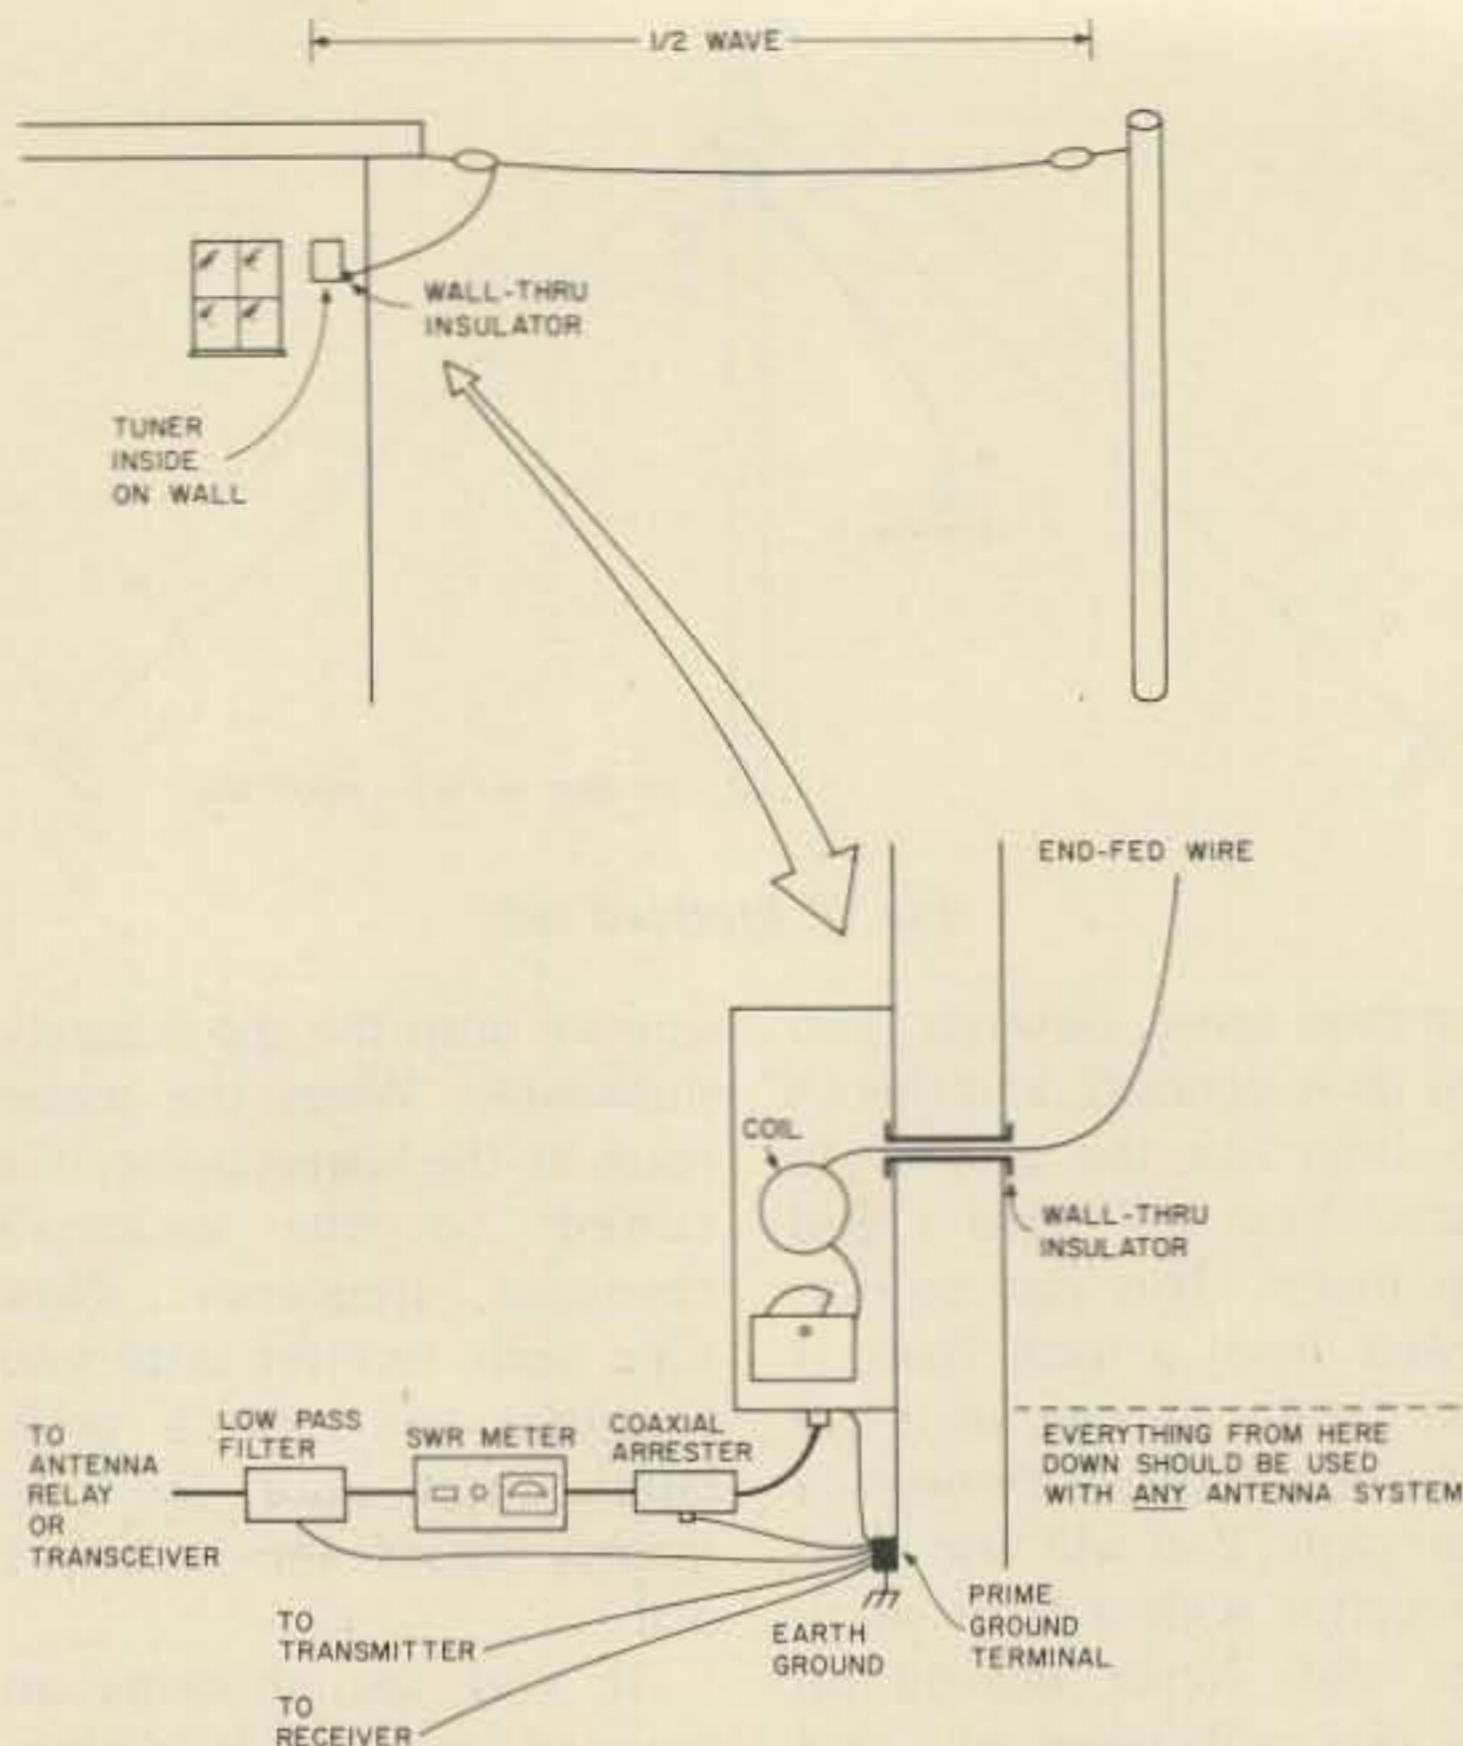 1/2 WAVE
WALL-THRU
INSULATOR
TUNER
INSIDE
ON WALL
END-FED WIRE
COIL
WALL-THRU
INSULATOR
TO
ANTENNA
RELAY
OR
TRANSCEIVER
LOW PASS
FILTER
SWR METER
COAXIAL
ARRESTER
EVERYTHING FROM HERE
DOWN SHOULD BE USED
WITH ANY ANTENNA SYSTEM
TO
TRANSMITTER
TO
RECEIVER
EARTH
GROUND
PRIME
GROUND
TERMINAL